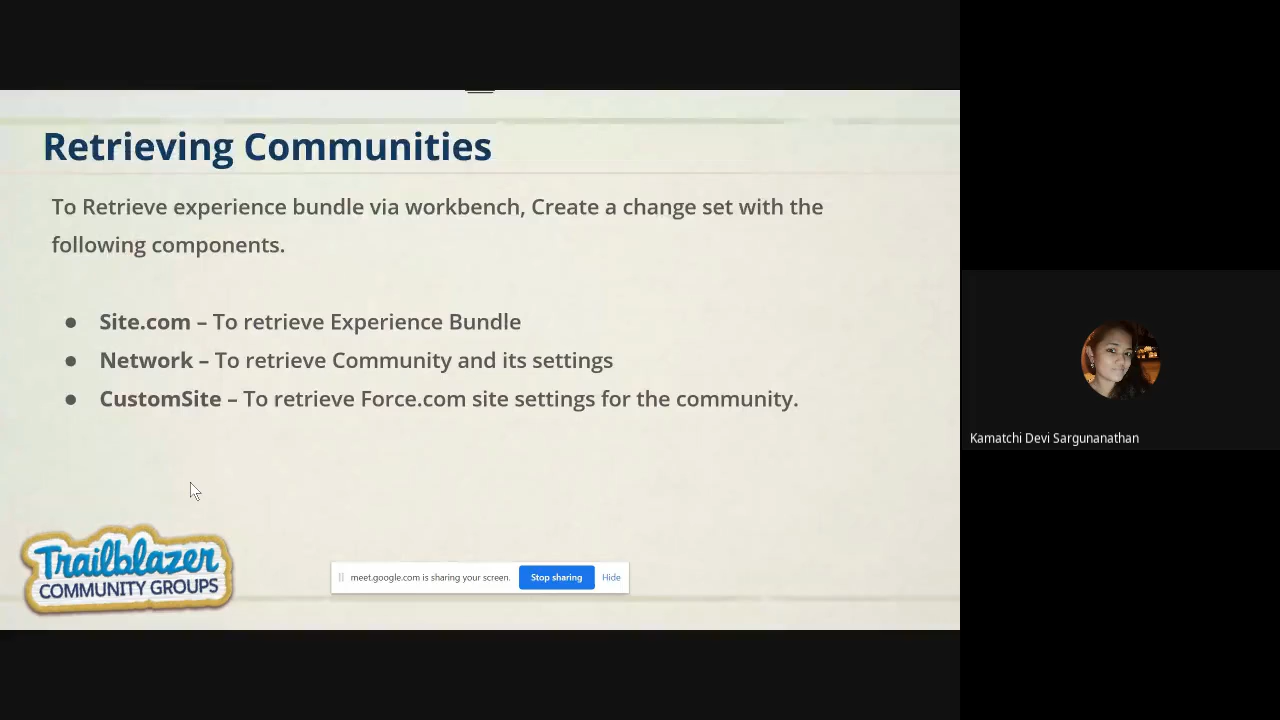 Retrieving Communities
To Retrieve experience bundle via workbench, Create a change set with the
following components.
● Site.com – To retrieve Experience Bundle
● Network – To retrieve Community and its settings
● CustomSite – To retrieve Force.com site settings for the community.
Kamatchi Devi Sargunanathan
Trailblazer
COMMUNITY GROUPS
meet.google.com is sharing your screen. Stop sharing Hide